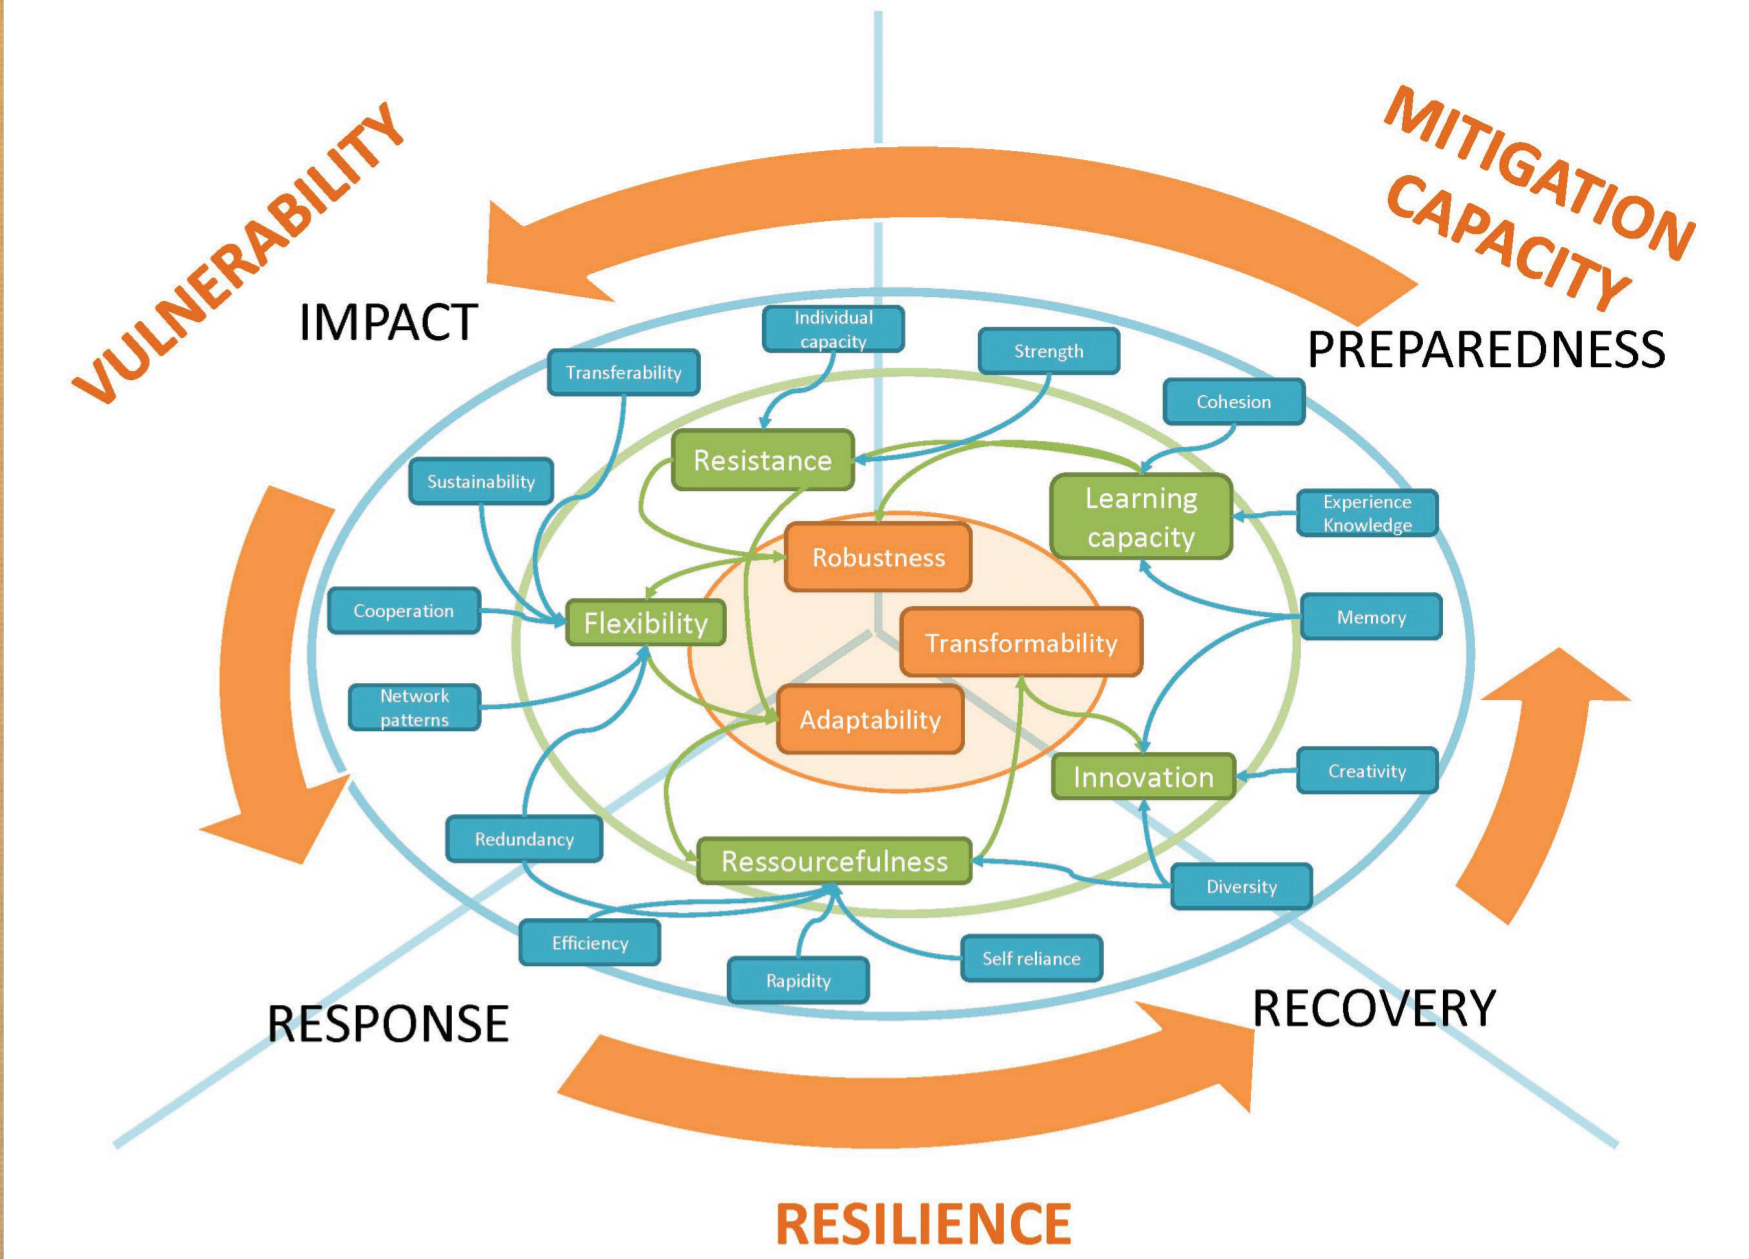 VULNERABILITY
MITIGATION
CAPACITY
IMPACT
PREPAREDNESS
Individual
capacity
Strength
Transferability
Cohesion
Resistance
Sustainability
Learning
capacity
Experience
Knowledge
Robustness
Cooperation
Flexibility
Memory
Transformability
Network
patterns
Adaptability
Innovation
Creativity
Redundancy
Ressourcefulness
Diversity
Efficiency
Self reliance
Rapidity
RESPONSE
RECOVERY
RESILIENCE